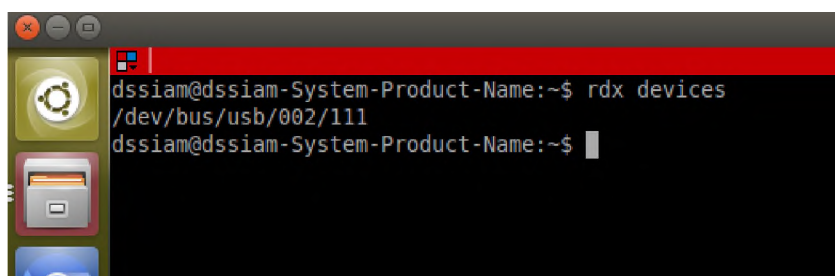 dssiam@dssiam-System-Product-Name:~$ rdx devices
/dev/bus/usb/002/111
dssiam@dssiam-System-Product-Name:~$